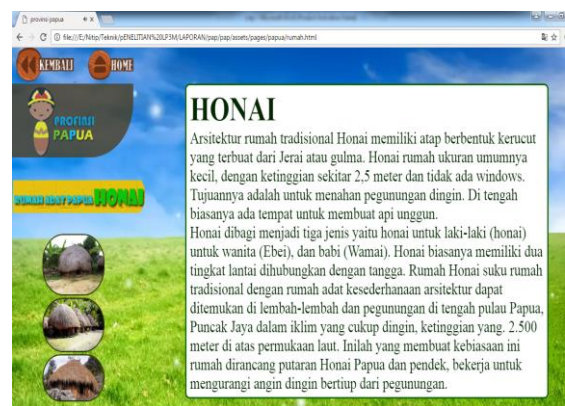 provinsi papua
file:///E:/Nitip/Teknik/pENELITIAN%20LP3M/LAPORAN/pap/pap/assets/pages/papua/rumah.html
KEMBALI
HOME
PROFINSI
PAPUA
RUMAH ADAT PAPUA HONAI
HONAI
Arsitektur rumah tradisional Honai memiliki atap berbentuk kerucut
yang terbuat dari Jerai atau gulma. Honai rumah ukuran umumnya
kecil, dengan ketinggian sekitar 2,5 meter dan tidak ada windows.
Tujuannya adalah untuk menahan pegunungan dingin. Di tengah
biasanya ada tempat untuk membuat api unggun.
Honai dibagi menjadi tiga jenis yaitu honai untuk laki-laki (honai)
untuk wanita (Ebei), dan babi (Wamai). Honai biasanya memiliki dua
tingkat lantai dihubungkan dengan tangga. Rumah Honai suku rumah
tradisional dengan rumah adat kesederhanaan arsitektur dapat
ditemukan di lembah-lembah dan pegunungan di tengah pulau Papua,
Puncak Jaya dalam iklim yang cukup dingin, ketinggian yang. 2.500
meter di atas permukaan laut. Inilah yang membuat kebiasaan ini
rumah dirancang putaran Honai Papua dan pendek, bekerja untuk
mengurangi angin dingin bertiup dari pegunungan.